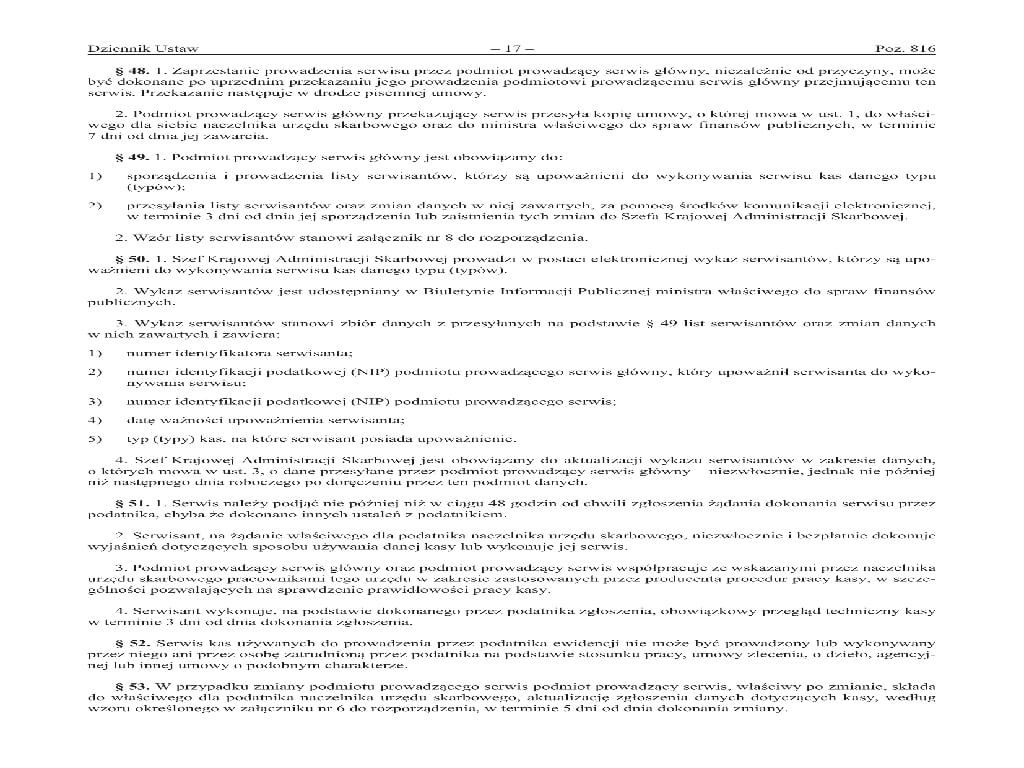 Dziennik Ustaw – 17 – Poz. 816
§ 48. 1. Zaprzestanie prowadzenia serwisu przez podmiot prowadzący serwis główny, niezależnie od przyczyny, może
być dokonane po uprzednim przekazaniu jego prowadzenia podmiotowi prowadzącemu serwis główny przejmującemu ten
serwis. Przekazanie następuje w drodze pisemnej umowy.
2. Podmiot prowadzący serwis główny przekazujący serwis przesyła kopię umowy, o której mowa w ust. 1, do właści-
wego dla siebie naczelnika urzędu skarbowego oraz do ministra właściwego do spraw finansów publicznych, w terminie
7 dni od dnia jej zawarcia.
§ 49. 1. Podmiot prowadzący serwis główny jest obowiązany do:
1) sporządzenia i prowadzenia listy serwisantów, którzy są upoważnieni do wykonywania serwisu kas danego typu
(typów);
2) przesyłania listy serwisantów oraz zmian danych w niej zawartych, za pomocą środków komunikacji elektronicznej,
w terminie 3 dni od dnia jej sporządzenia lub zaistnienia tych zmian do Szefa Krajowej Administracji Skarbowej.
2. Wzór listy serwisantów stanowi załącznik nr 8 do rozporządzenia.
§ 50. 1. Szef Krajowej Administracji Skarbowej prowadzi w postaci elektronicznej wykaz serwisantów, którzy są upo-
ważnieni do wykonywania serwisu kas danego typu (typów).
2. Wykaz serwisantów jest udostępniany w Biuletynie Informacji Publicznej ministra właściwego do spraw finansów
publicznych.
3. Wykaz serwisantów stanowi zbiór danych z przesyłanych na podstawie § 49 list serwisantów oraz zmian danych
w nich zawartych i zawiera:
1) numer identyfikatora serwisanta;
2) numer identyfikacji podatkowej (NIP) podmiotu prowadzącego serwis główny, który upoważnił serwisanta do wyko-
nywania serwisu;
3) numer identyfikacji podatkowej (NIP) podmiotu prowadzącego serwis;
4) datę ważności upoważnienia serwisanta;
5) typ (typy) kas, na które serwisant posiada upoważnienie.
4. Szef Krajowej Administracji Skarbowej jest obowiązany do aktualizacji wykazu serwisantów w zakresie danych,
o których mowa w ust. 3, o dane przesyłane przez podmiot prowadzący serwis główny – niezwłocznie, jednak nie później
niż następnego dnia roboczego po doręczeniu przez ten podmiot danych.
§ 51. 1. Serwis należy podjąć nie później niż w ciągu 48 godzin od chwili zgłoszenia żądania dokonania serwisu przez
podatnika, chyba że dokonano innych ustaleń z podatnikiem.
2. Serwisant, na żądanie właściwego dla podatnika naczelnika urzędu skarbowego, niezwłocznie i bezpłatnie dokonuje
wyjaśnień dotyczących sposobu używania danej kasy lub wykonuje jej serwis.
3. Podmiot prowadzący serwis główny oraz podmiot prowadzący serwis współpracuje ze wskazanymi przez naczelnika
urzędu skarbowego pracownikami tego urzędu w zakresie zastosowanych przez producenta procedur pracy kasy, w szcze-
gólności pozwalających na sprawdzenie prawidłowości pracy kasy.
4. Serwisant wykonuje, na podstawie dokonanego przez podatnika zgłoszenia, obowiązkowy przegląd techniczny kasy
w terminie 3 dni od dnia dokonania zgłoszenia.
§ 52. Serwis kas używanych do prowadzenia przez podatnika ewidencji nie może być prowadzony lub wykonywany
przez niego ani przez osobę zatrudnioną przez podatnika na podstawie stosunku pracy, umowy zlecenia, o dzieło, agencyj-
nej lub innej umowy o podobnym charakterze.
§ 53. W przypadku zmiany podmiotu prowadzącego serwis podmiot prowadzący serwis, właściwy po zmianie, składa
do właściwego dla podatnika naczelnika urzędu skarbowego, aktualizację zgłoszenia danych dotyczących kasy, według
wzoru określonego w załączniku nr 6 do rozporządzenia, w terminie 5 dni od dnia dokonania zmiany.